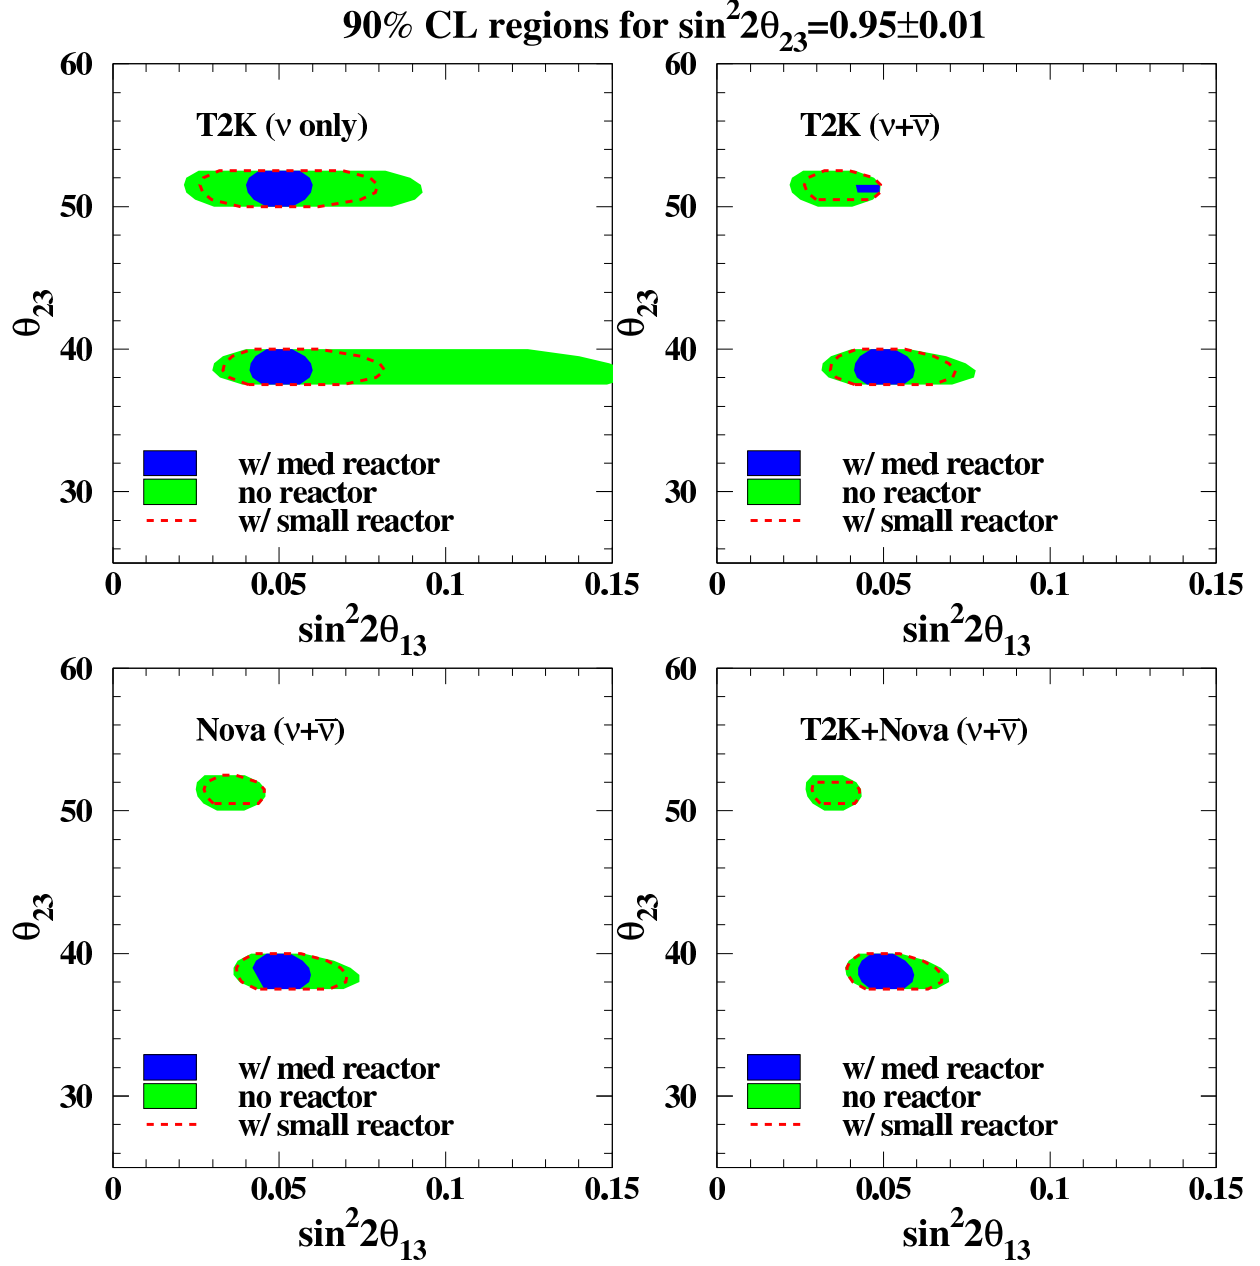 90% CL regions for sin²2θ₂₃=0.95±0.01
60
50
40
30
θ₂₃
T2K (ν only)
w/ med reactor
no reactor
w/ small reactor
0 0.05 0.1 0.15
sin²2θ₁₃
60
50
40
30
θ₂₃
T2K (ν+ν̅)
w/ med reactor
no reactor
w/ small reactor
0 0.05 0.1 0.15
sin²2θ₁₃
60
50
40
30
θ₂₃
Nova (ν+ν̅)
w/ med reactor
no reactor
w/ small reactor
0 0.05 0.1 0.15
sin²2θ₁₃
60
50
40
30
θ₂₃
T2K+Nova (ν+ν̅)
w/ med reactor
no reactor
w/ small reactor
0 0.05 0.1 0.15
sin²2θ₁₃